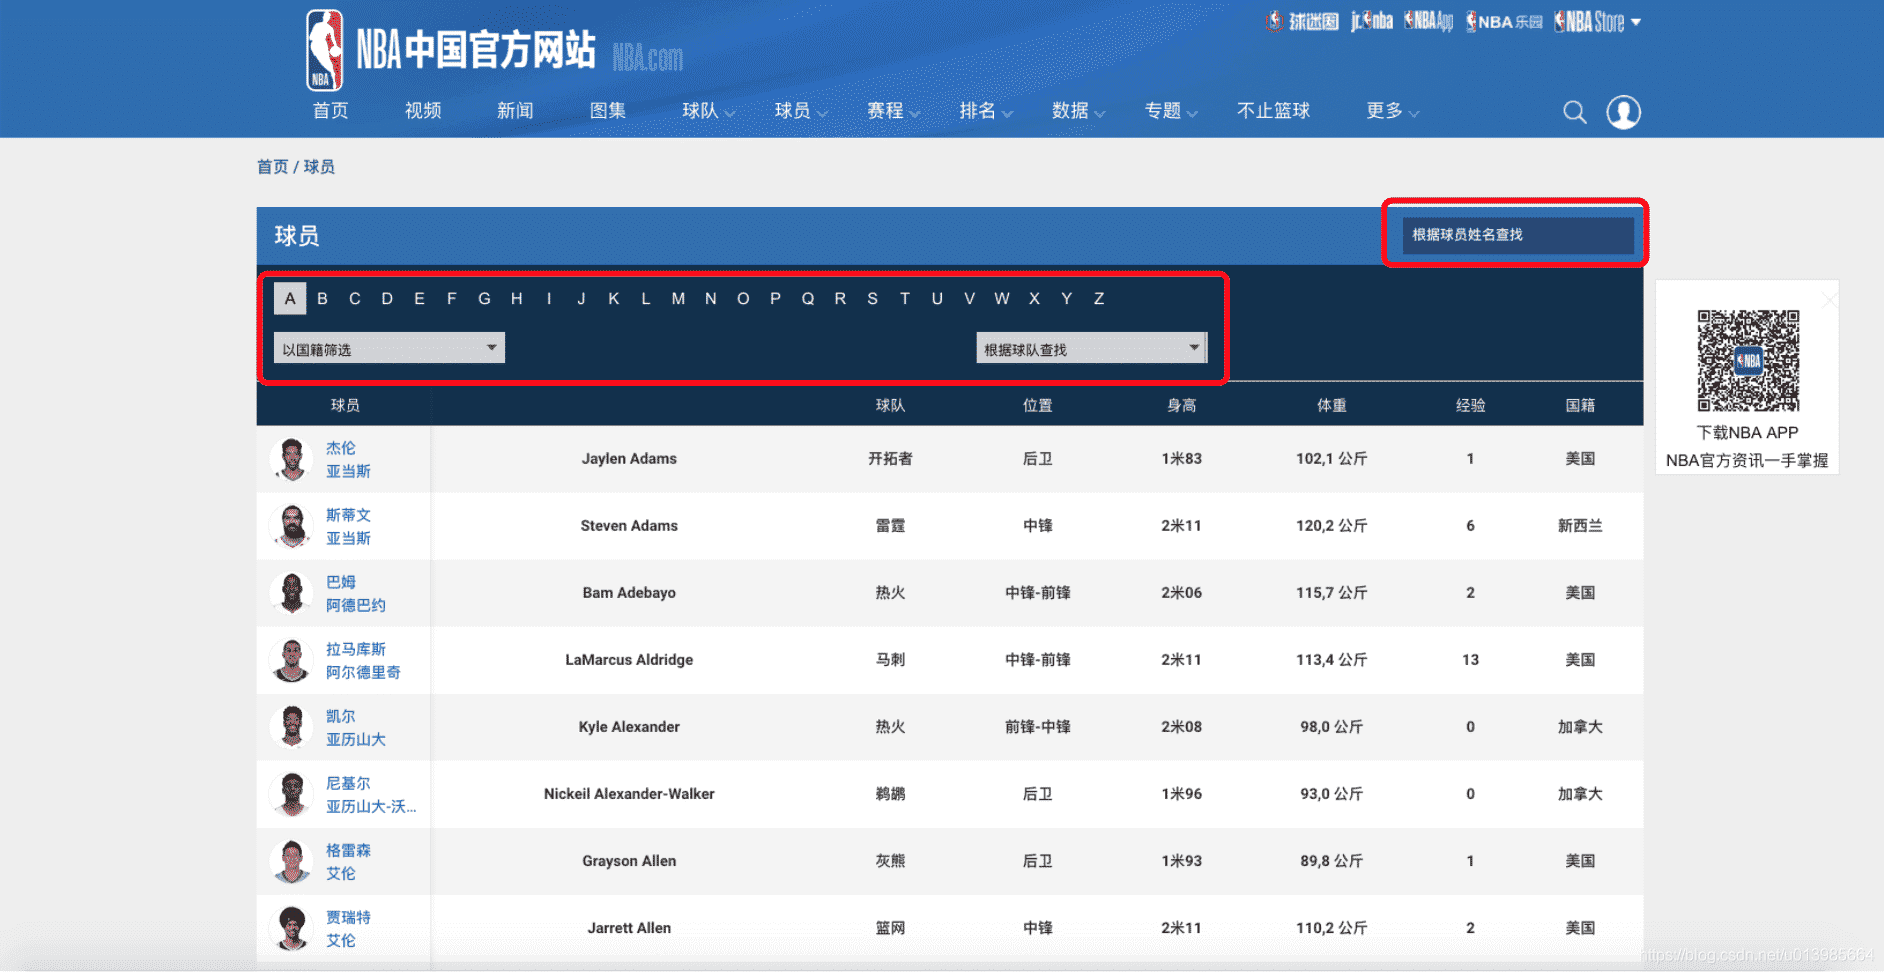 球迷圈 jr.nba NBA App NBA乐园 NBA Store
NBA中国官方网站 NBA.com
NBA
首页 视频 新闻 图集 球队 球员 赛程 排名 数据 专题 不止篮球 更多
首页 / 球员
球员 根据球员姓名查找
A B C D E F G H I J K L M N O P Q R S T U V W X Y Z
以国籍筛选 根据球队查找
NBA
下载NBA APP
NBA官方资讯一手掌握
球员 球队 位置 身高 体重 经验 国籍
杰伦
亚当斯
Jaylen Adams 开拓者 后卫 1米83 102,1 公斤 1 美国
斯蒂文
亚当斯
Steven Adams 雷霆 中锋 2米11 120,2 公斤 6 新西兰
巴姆
阿德巴约
Bam Adebayo 热火 中锋-前锋 2米06 115,7 公斤 2 美国
拉马库斯
阿尔德里奇
LaMarcus Aldridge 马刺 中锋-前锋 2米11 113,4 公斤 13 美国
凯尔
亚历山大
Kyle Alexander 热火 前锋-中锋 2米08 98,0 公斤 0 加拿大
尼基尔
亚历山大-沃...
Nickeil Alexander-Walker 鹈鹕 后卫 1米96 93,0 公斤 0 加拿大
格雷森
艾伦
Grayson Allen 灰熊 后卫 1米93 89,8 公斤 1 美国
贾瑞特
艾伦
Jarrett Allen 篮网 中锋 2米11 110,2 公斤 2 美国
https://blog.csdn.net/u013985664